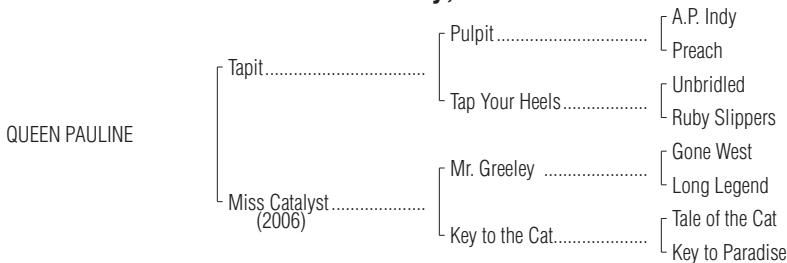 A.P. Indy
Pulpit
Preach
Tapit
Unbridled
Tap Your Heels
Ruby Slippers
QUEEN PAULINE
Gone West
Mr. Greeley
Long Legend
Miss Catalyst
(2006)
Tale of the Cat
Key to the Cat
Key to Paradise